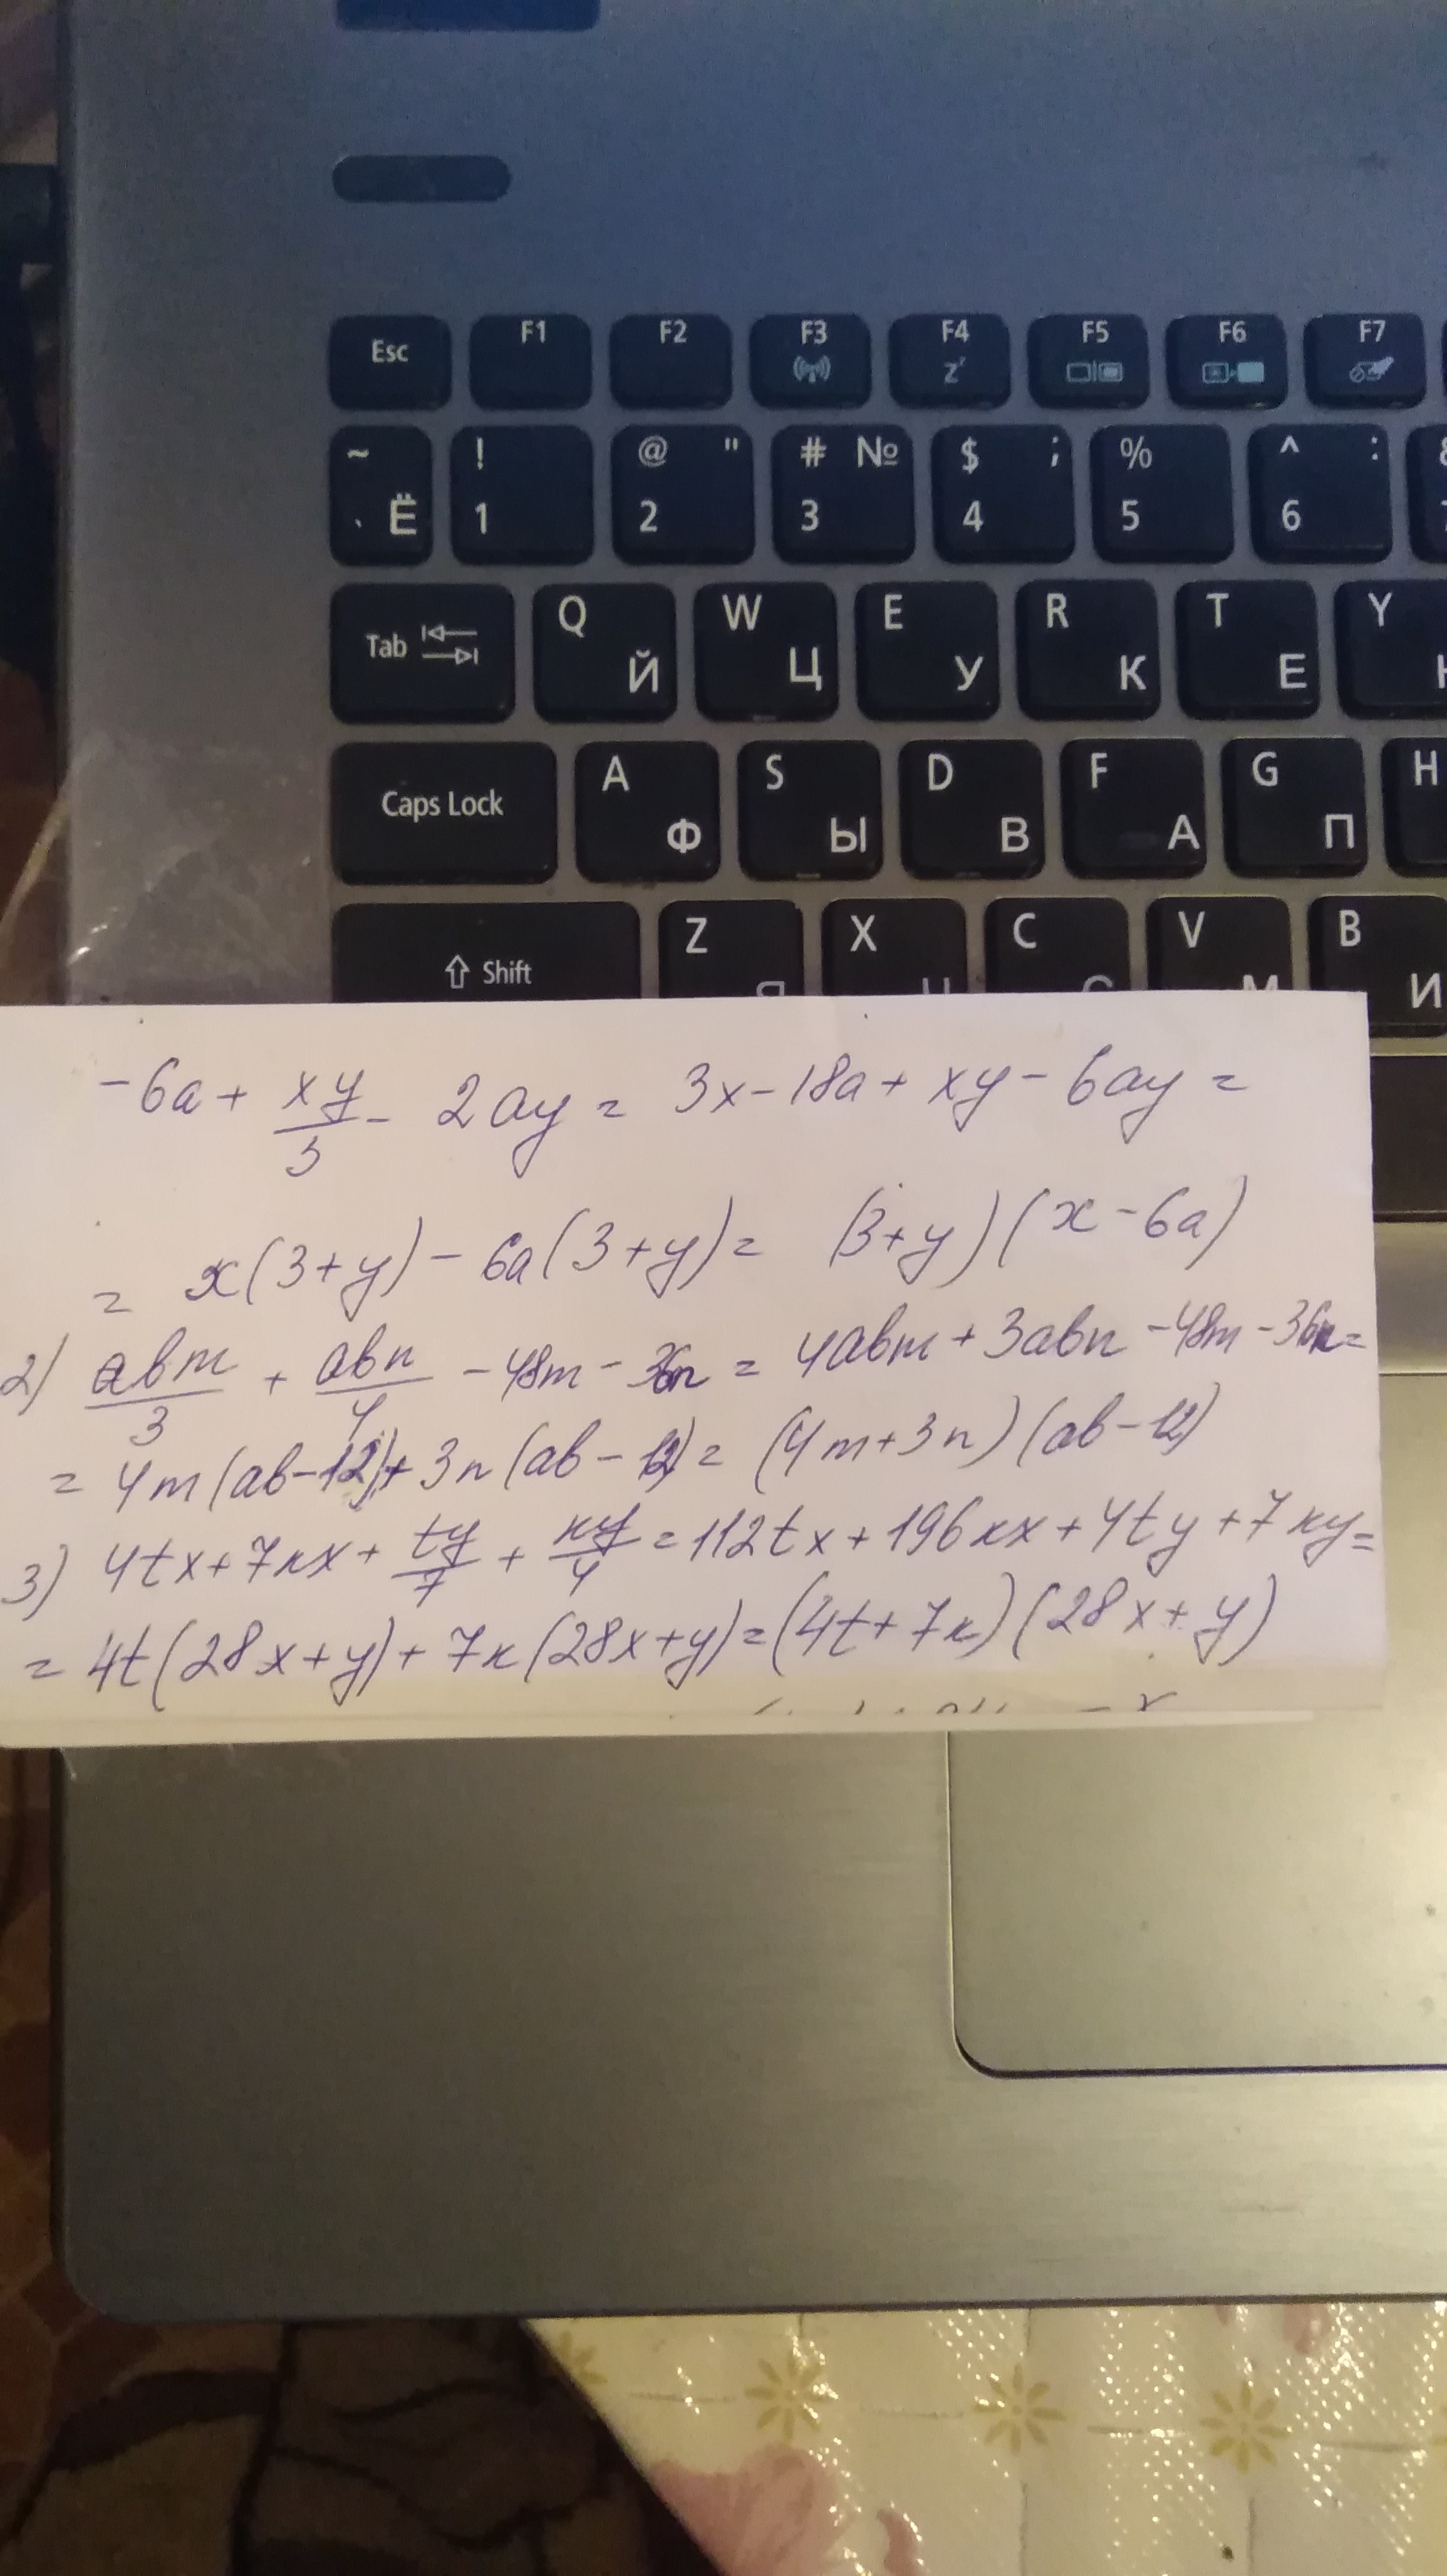 Esc F1 F2 F3 F4 Zz F5 F6 F7
~ ` Ё ! 1 @ " 2 # № 3 $ ; 4 % 5 ^ : 6
Tab Q Й W Ц E У R К T Е Y
Caps Lock A Ф S Ы D В F А G П H
Shift Z Я X Ч C С V М B И
-6a + xy/3 - 2ay = 3x - 18a + xy - 6ay =
= x(3+y) - 6a(3+y) = (3+y)(x-6a)
2) abm/3 + abn/4 - 48m - 36n = 4abm + 3abn - 48m - 36n =
= 4m(ab-12) + 3n(ab-12) = (4m+3n)(ab-12)
3) 4tx + 7kx + ty/7 + ky/4 = 112tx + 196kx + 4ty + 7ky =
= 4t(28x+y) + 7k(28x+y) = (4t+7k)(28x+y)